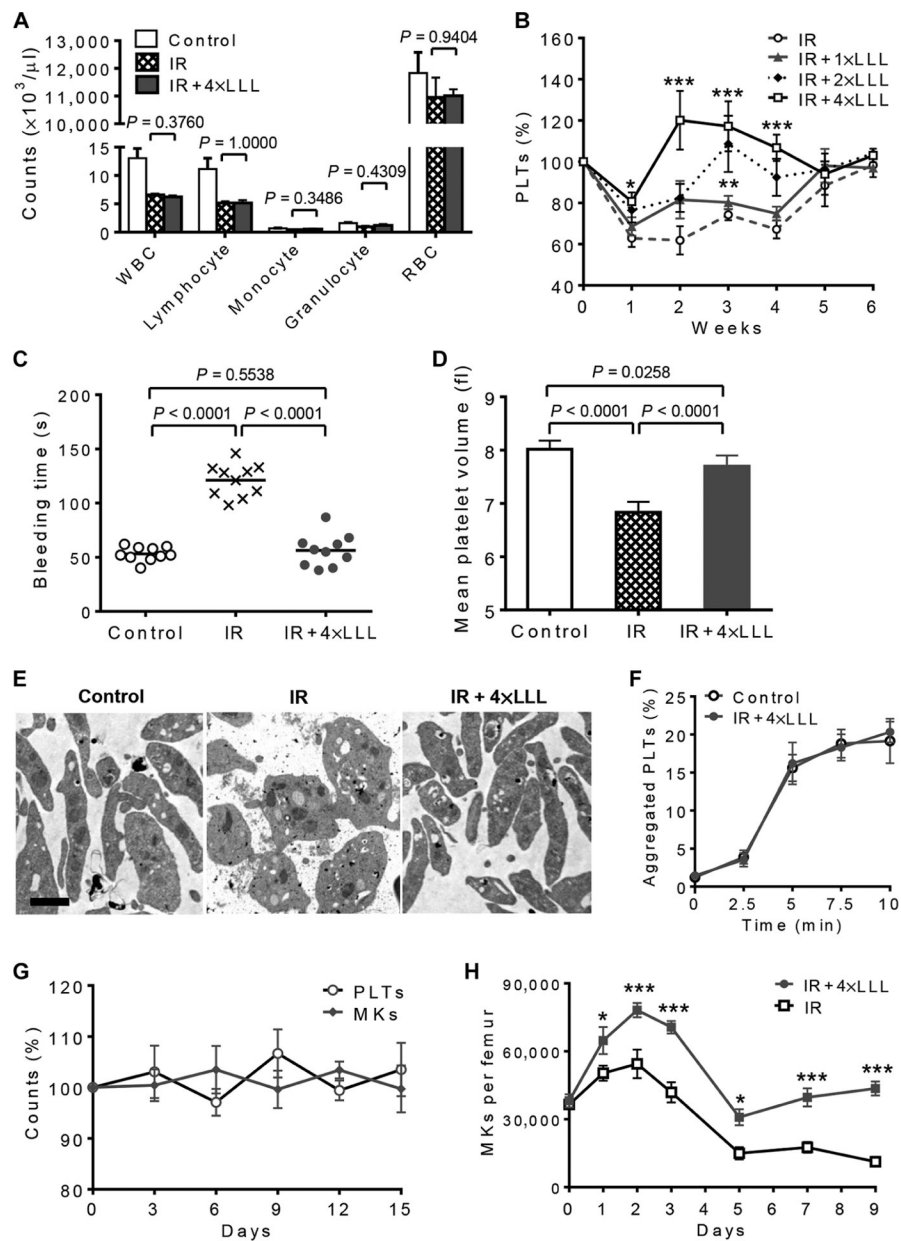 A
Counts (×10³/µl)
13,000
12,000
11,000
10,000
15
10
5
0
Control
IR
IR+4×LLL
P = 0.3760
P = 1.0000
P = 0.3486
P = 0.4309
P = 0.9404
WBC
Lymphocyte
Monocyte
Granulocyte
RBC
B
PLTs (%)
160
140
120
100
80
60
40
IR
IR+1×LLL
IR+2×LLL
IR+4×LLL
*
***
***
**
***
0 1 2 3 4 5 6
Weeks
C
Bleeding time (s)
200
150
100
50
0
P = 0.5538
P < 0.0001 P < 0.0001
Control IR IR+4×LLL
D
Mean platelet volume (fl)
9
8
7
6
5
P = 0.0258
P < 0.0001 P < 0.0001
Control IR IR+4×LLL
E
Control IR IR + 4×LLL
F
Aggregated PLTs (%)
25
20
15
10
5
0
Control
IR+4×LLL
0 2.5 5 7.5 10
Time (min)
G
Counts (%)
120
110
100
90
80
PLTs
MKs
0 3 6 9 12 15
Days
H
MKs per femur
90,000
60,000
30,000
0
IR+4×LLL
IR
*
***
***
*
***
***
0 1 2 3 4 5 6 7 8 9
Days